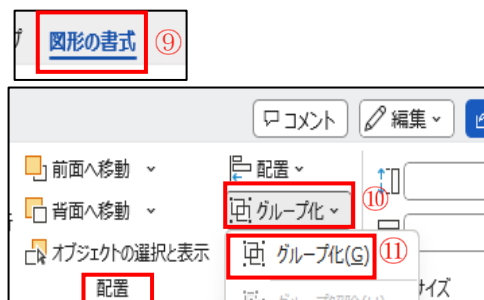 図形の書式 ⑨
コメント 編集
前面へ移動 配置
背面へ移動 グループ化 ⑩
オブジェクトの選択と表示 グループ化(G) ⑪
配置 サイズ